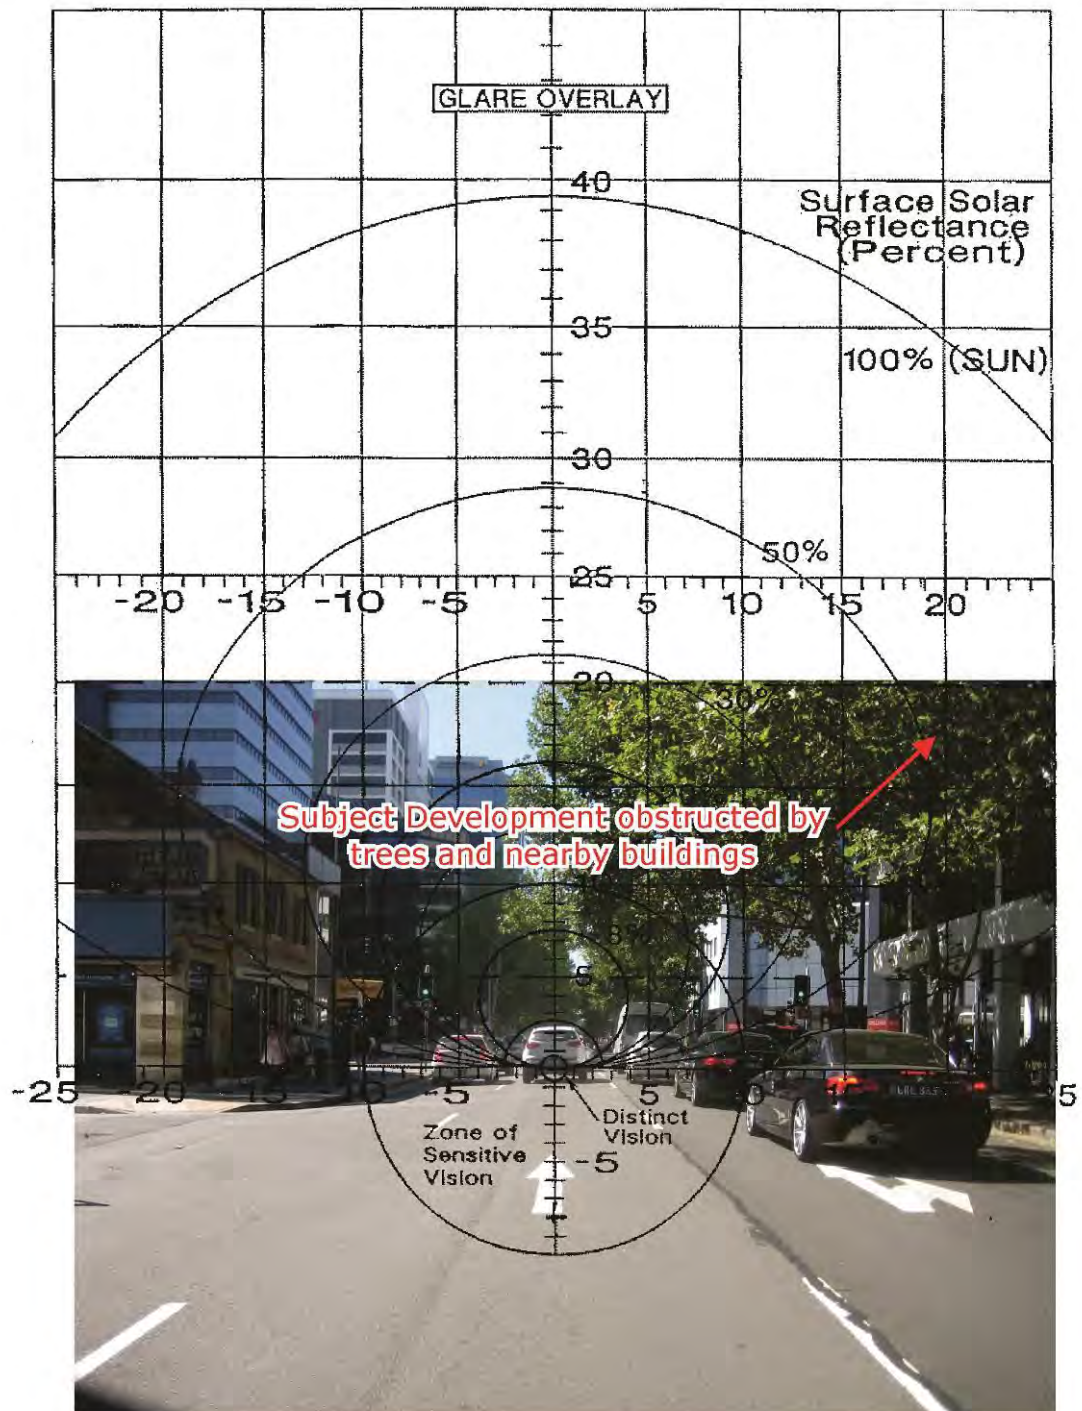 GLARE OVERLAY
40
Surface Solar
Reflectance
(Percent)
35
100% (SUN)
30
50%
25
-20 -15 -10 -5 5 10 15 20
20
30%
Subject Development obstructed by
trees and nearby buildings
5
-25 -20 -5 5 10 15 20 5
Distinct
Vision
Zone of
Sensitive
Vision
-5